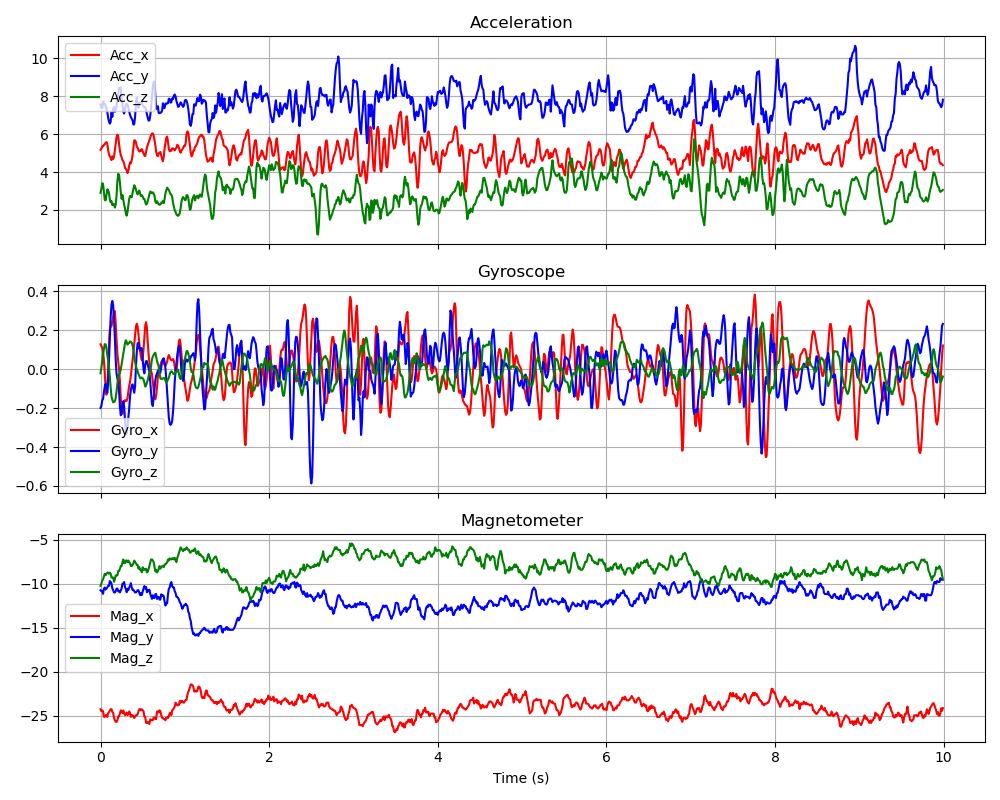 Acceleration
10
8
6
4
2
Acc_x
Acc_y
Acc_z
Gyroscope
0.4
0.2
0.0
−0.2
−0.4
−0.6
Gyro_x
Gyro_y
Gyro_z
Magnetometer
−5
−10
−15
−20
−25
Mag_x
Mag_y
Mag_z
0 2 4 6 8 10
Time (s)